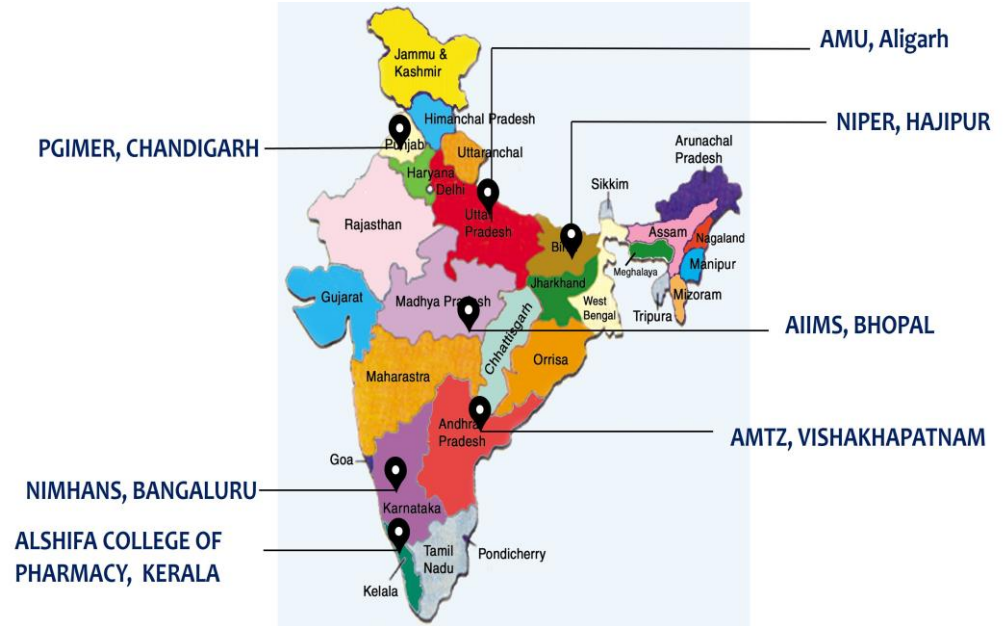 AMU, Aligarh
Jammu &
Kashmir
NIPER, HAJIPUR
Himanchal Pradesh
Arunachal
Pradesh
PGIMER, CHANDIGARH
Punjab
Uttaranchal
Haryana
Delhi
Sikkim
Rajasthan
Uttar
Pradesh
Assam
Nagaland
Meghalaya
Manipur
Gujarat
Madhya Pradesh
Jharkhand
West
Bengal
Tripura
Mizoram
AIIMS, BHOPAL
Chhattisgarh
Orrisa
Maharastra
Andhra
Pradesh
AMTZ, VISHAKHAPATNAM
Goa
NIMHANS, BANGALURU
Karnataka
ALSHIFA COLLEGE OF
PHARMACY, KERALA
Tamil
Nadu
Pondicherry
Kelala